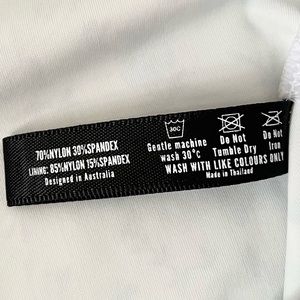 70%NYLON 30%SPANDEX
LINING: 85%NYLON 15%SPANDEX
Designed in Australia
30C
Gentle machine
wash 30°c
Do Not
Tumble Dry
Do Not
Iron
WASH WITH LIKE COLOURS ONLY
Made in Thailand